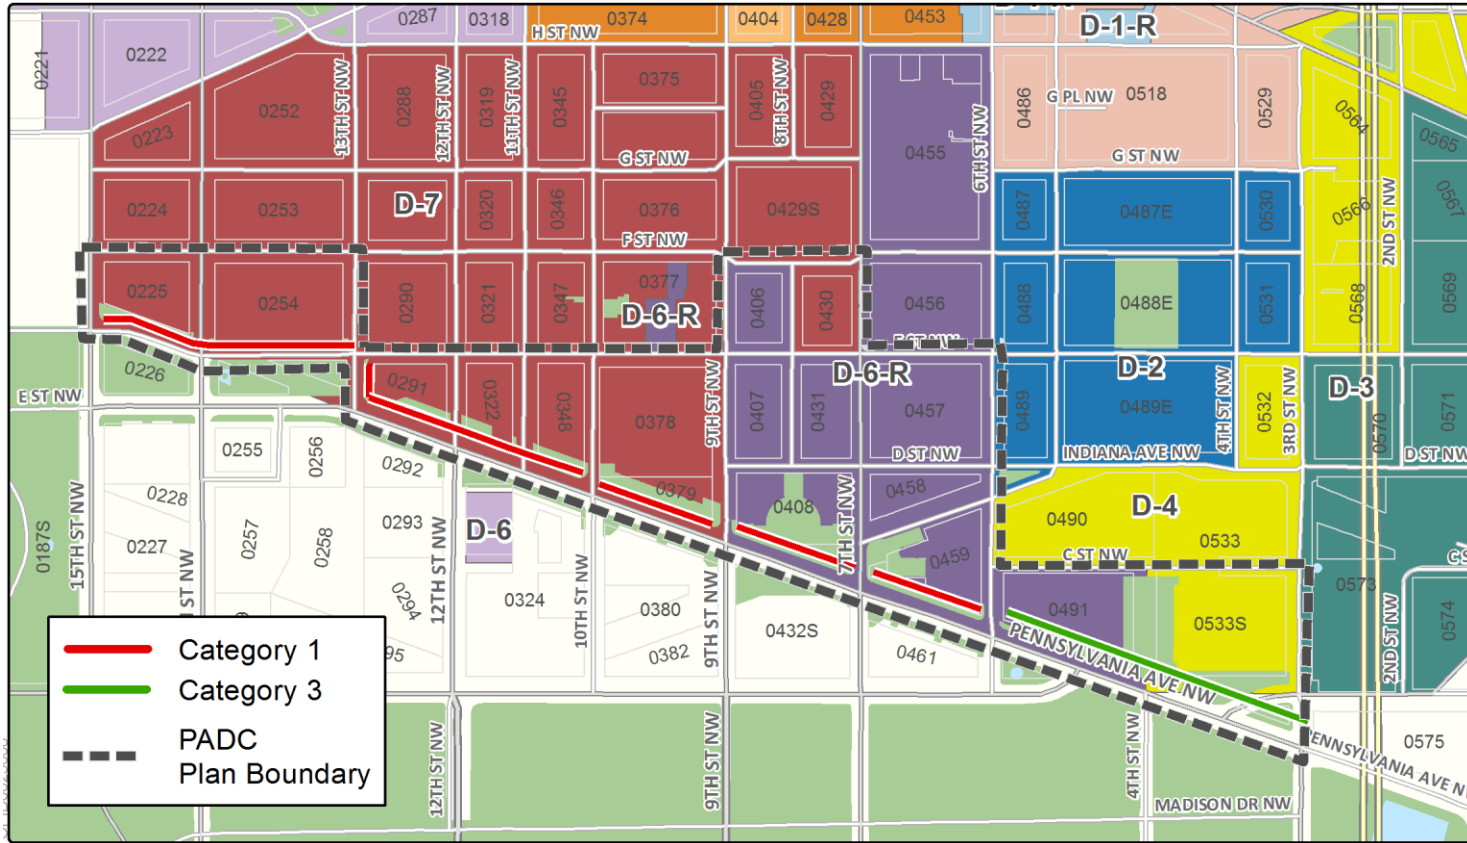 0287
0318
0374
0404
0428
0453
D-1-R
H ST NW
0221
0222
0252
0223
13TH ST NW
0288
12TH ST NW
0319
11TH ST NW
0345
0375
0405
8TH ST NW
0429
0455
6TH ST NW
0486
G PL NW
0518
0529
0564
0565
G ST NW
G ST NW
0224
0253
D-7
0320
0346
0376
0429S
0487
0487E
0530
0566
2ND ST NW
0567
F ST NW
0225
0254
0290
0321
0347
0377
D-6-R
0406
0430
0456
0488
0488E
0531
0568
0569
E ST NW
0226
E ST NW
0291
0322
0348
0378
9TH ST NW
D-6-R
0407
0431
0457
D-2
0489
0489E
4TH ST NW
0532
3RD ST NW
D-3
0570
0571
D ST NW
INDIANA AVE NW
D ST NW
0255
0256
0292
0228
0379
0408
7TH ST NW
0458
0490
D-4
0533
C ST NW
0187S
15TH ST NW
0227
0257
0258
0293
12TH ST NW
D-6
0459
0573
C S
0294
0324
10TH ST NW
0380
9TH ST NW
0432S
0491
0533S
2ND ST NW
0574
95
0382
0461
PENNSYLVANIA AVE NW
Category 1
Category 3
PADC
Plan Boundary
12TH ST NW
9TH ST NW
4TH ST NW
PENNSYLVANIA AVE N
0575
MADISON DR NW